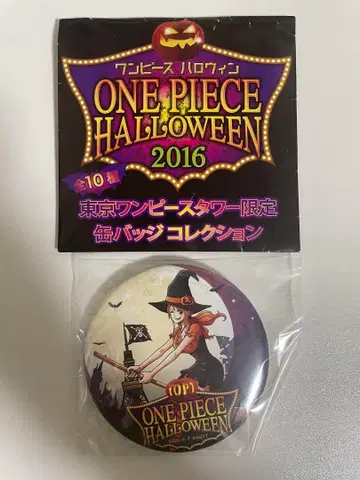 ワンピース ハロウィン
ONE PIECE
HALLOWEEN
2016
全10種
東京ワンピースタワー限定
缶バッジ コレクション
(OP)
ONE PIECE
HALLOWEEN